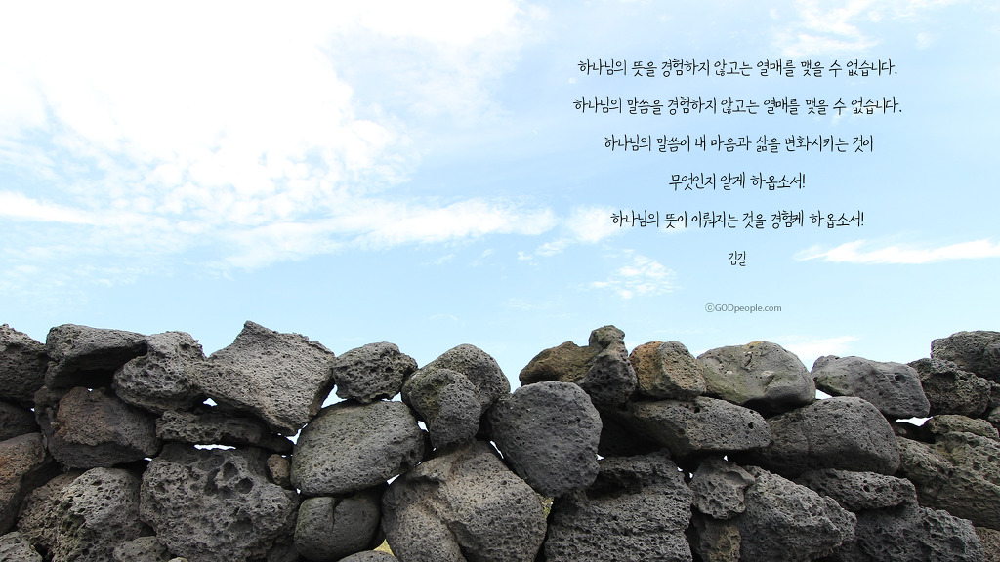 하나님의 뜻을 경험하지 않고는 열매를 맺을 수 없습니다.
하나님의 말씀을 경험하지 않고는 열매를 맺을 수 없습니다.
하나님의 말씀이 내 마음과 삶을 변화시키는 것이
무엇인지 알게 하옵소서!
하나님의 뜻이 이뤄지는 것을 경험케 하옵소서!
김길
ⓒGODpeople.com